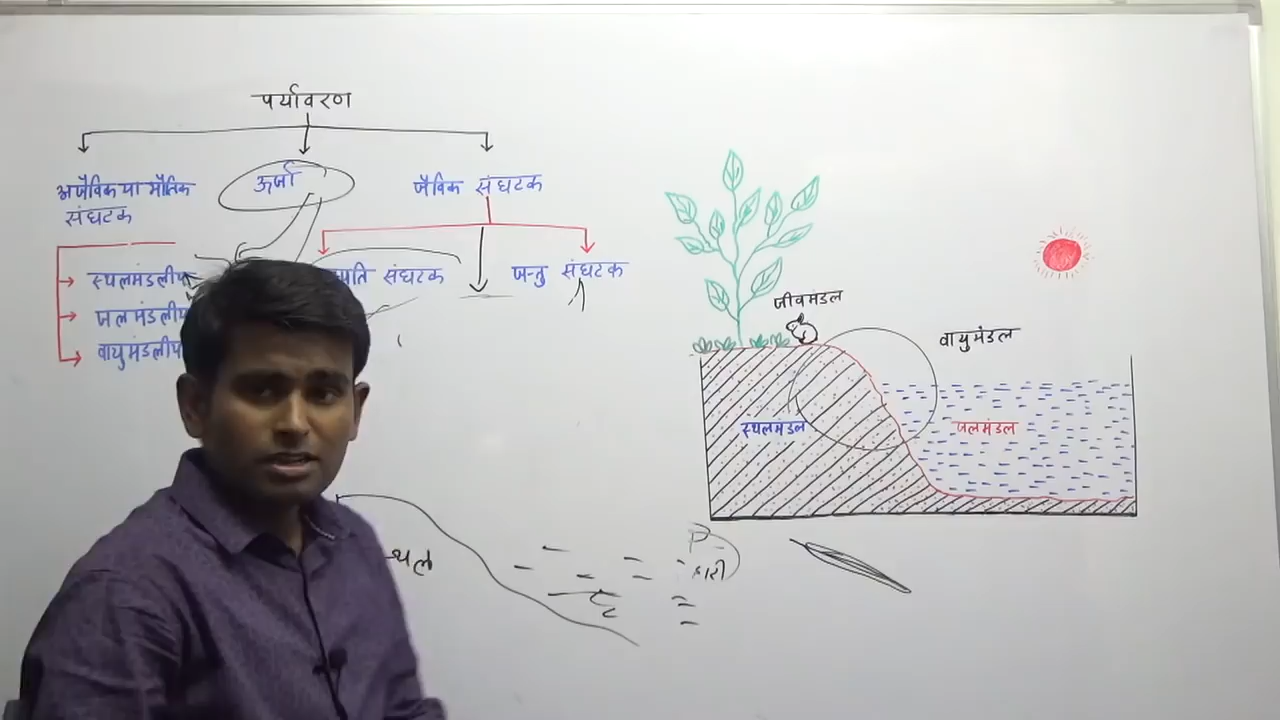 पर्यावरण
अजैविक या भौतिक
संघटक
ऊर्जा
जैविक संघटक
स्थलमंडलीय
जलमंडलीय
वायुमंडलीय
संघटक
जन्तु संघटक
जीवमंडल
वायुमंडल
स्थलमंडल
जलमंडल